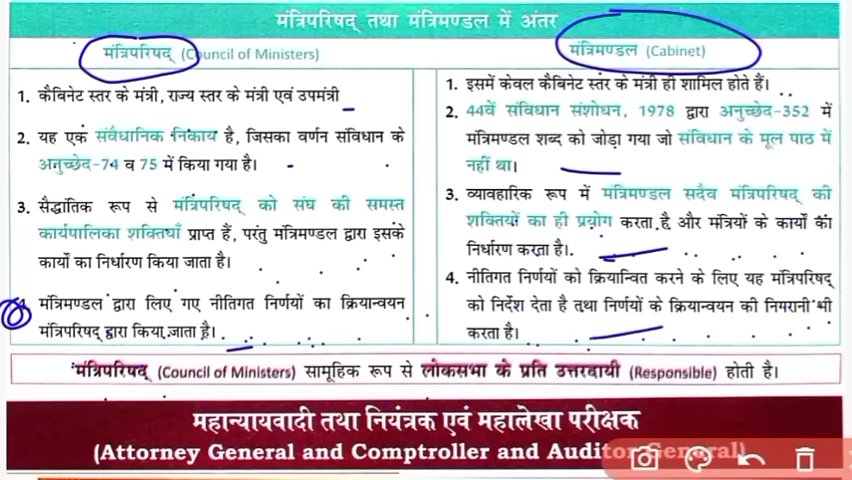 मंत्रिपरिषद् तथा मंत्रिमण्डल में अंतर
मंत्रिपरिषद् (Council of Ministers)
1. कैबिनेट स्तर के मंत्री, राज्य स्तर के मंत्री एवं उपमंत्री
2. यह एक संवैधानिक निकाय है, जिसका वर्णन संविधान के
अनुच्छेद-74 व 75 में किया गया है।
3. सैद्धांतिक रूप से मंत्रिपरिषद् को संघ की समस्त
कार्यपालिका शक्तियाँ प्राप्त हैं, परंतु मंत्रिमण्डल द्वारा इसके
कार्यों का निर्धारण किया जाता है।
4. मंत्रिमण्डल द्वारा लिए गए नीतिगत निर्णयों का क्रियान्वयन
मंत्रिपरिषद् द्वारा किया जाता है।
मंत्रिमण्डल (Cabinet)
1. इसमें केवल कैबिनेट स्तर के मंत्री ही शामिल होते हैं।
2. 44वें संविधान संशोधन, 1978 द्वारा अनुच्छेद-352 में
मंत्रिमण्डल शब्द को जोड़ा गया जो संविधान के मूल पाठ में
नहीं था।
3. व्यावहारिक रूप में मंत्रिमण्डल सदैव मंत्रिपरिषद् की
शक्तियों का ही प्रयोग करता है और मंत्रियों के कार्यों का
निर्धारण करता है।
4. नीतिगत निर्णयों को क्रियान्वित करने के लिए यह मंत्रिपरिषद्
को निर्देश देता है तथा निर्णयों के क्रियान्वयन की निगरानी भी
करता है।
मंत्रिपरिषद् (Council of Ministers) सामूहिक रूप से लोकसभा के प्रति उत्तरदायी (Responsible) होती है।
महान्यायवादी तथा नियंत्रक एवं महालेखा परीक्षक
(Attorney General and Comptroller and Auditor General)